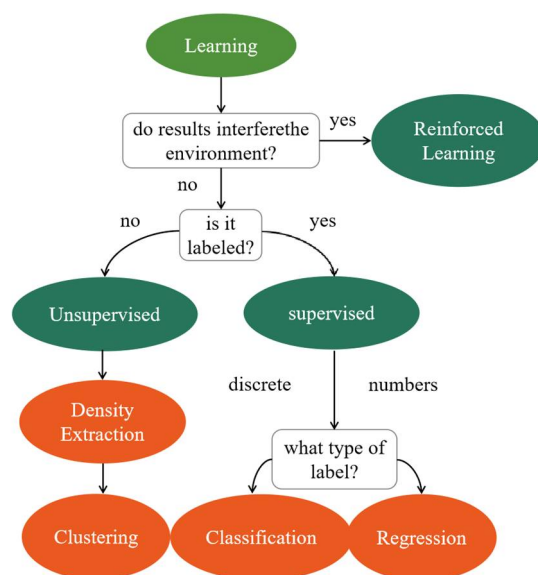 Learning
do results interferethe
environment?
yes
Reinforced
Learning
no
no
is it
labeled?
yes
Unsupervised
supervised
discrete
numbers
Density
Extraction
what type of
label?
Clustering
Classification
Regression